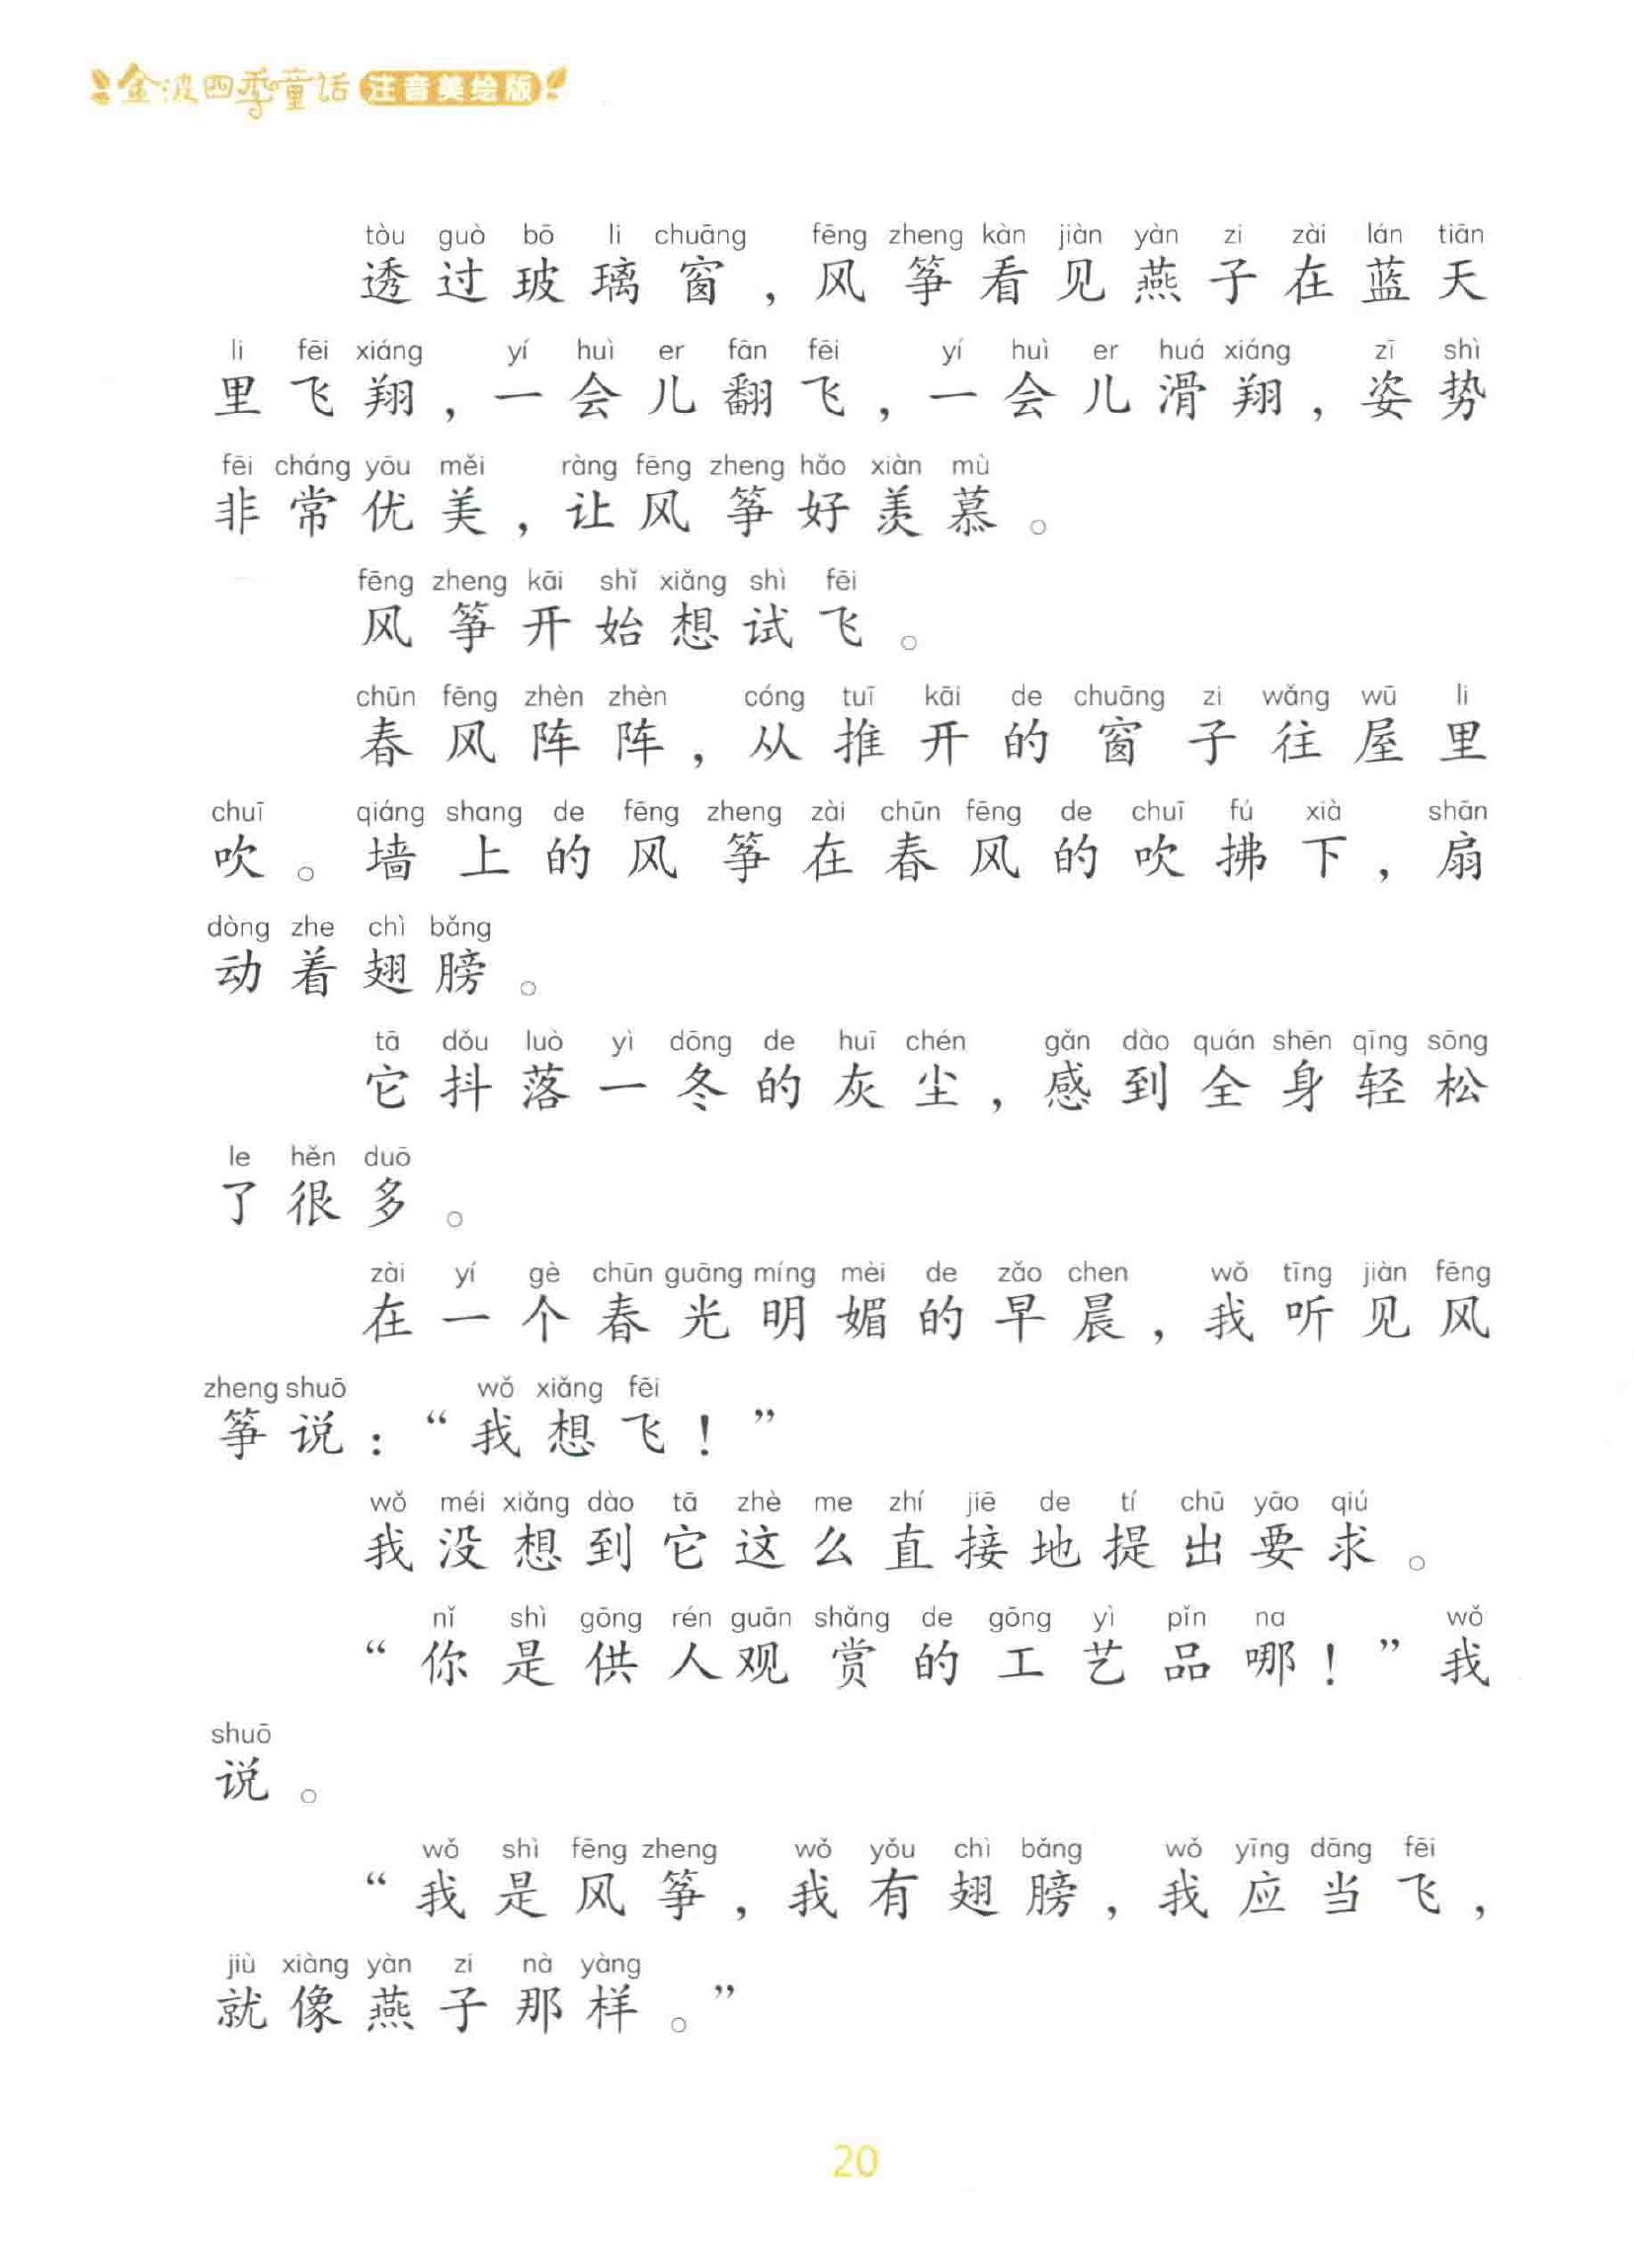 金波四季童话 注音美绘版
tòu guò bō li chuāng fēng zheng kàn jiàn yàn zi zài lán tiān
透过玻璃窗，风筝看见燕子在蓝天
li fēi xiáng yí huì er fān fēi yí huì er huá xiáng zī shì
里飞翔，一会儿翻飞，一会儿滑翔，姿势
fēi cháng yōu měi ràng fēng zheng hǎo xiàn mù
非常优美，让风筝好羡慕。
fēng zheng kāi shǐ xiǎng shì fēi
风筝开始想试飞。
chūn fēng zhèn zhèn cóng tuī kāi de chuāng zi wǎng wū li
春风阵阵，从推开的窗子往屋里
chuī qiáng shang de fēng zheng zài chūn fēng de chuī fú xià shān
吹。墙上的风筝在春风的吹拂下，扇
dòng zhe chì bǎng
动着翅膀。
tā dǒu luò yì dōng de huī chén gǎn dào quán shēn qīng sōng
它抖落一冬的灰尘，感到全身轻松
le hěn duō
了很多。
zài yí gè chūn guāng míng mèi de zǎo chen wǒ tīng jiàn fēng
在一个春光明媚的早晨，我听见风
zheng shuō wǒ xiǎng fēi
筝说：“我想飞！”
wǒ méi xiǎng dào tā zhè me zhí jiē de tí chū yāo qiú
我没想到它这么直接地提出要求。
nǐ shì gōng rén guān shǎng de gōng yì pǐn na wǒ
“你是供人观赏的工艺品哪！”我
shuō
说。
wǒ shì fēng zheng wǒ yǒu chì bǎng wǒ yīng dāng fēi
“我是风筝，我有翅膀，我应当飞，
jiù xiàng yàn zi nà yàng
就像燕子那样。”
20